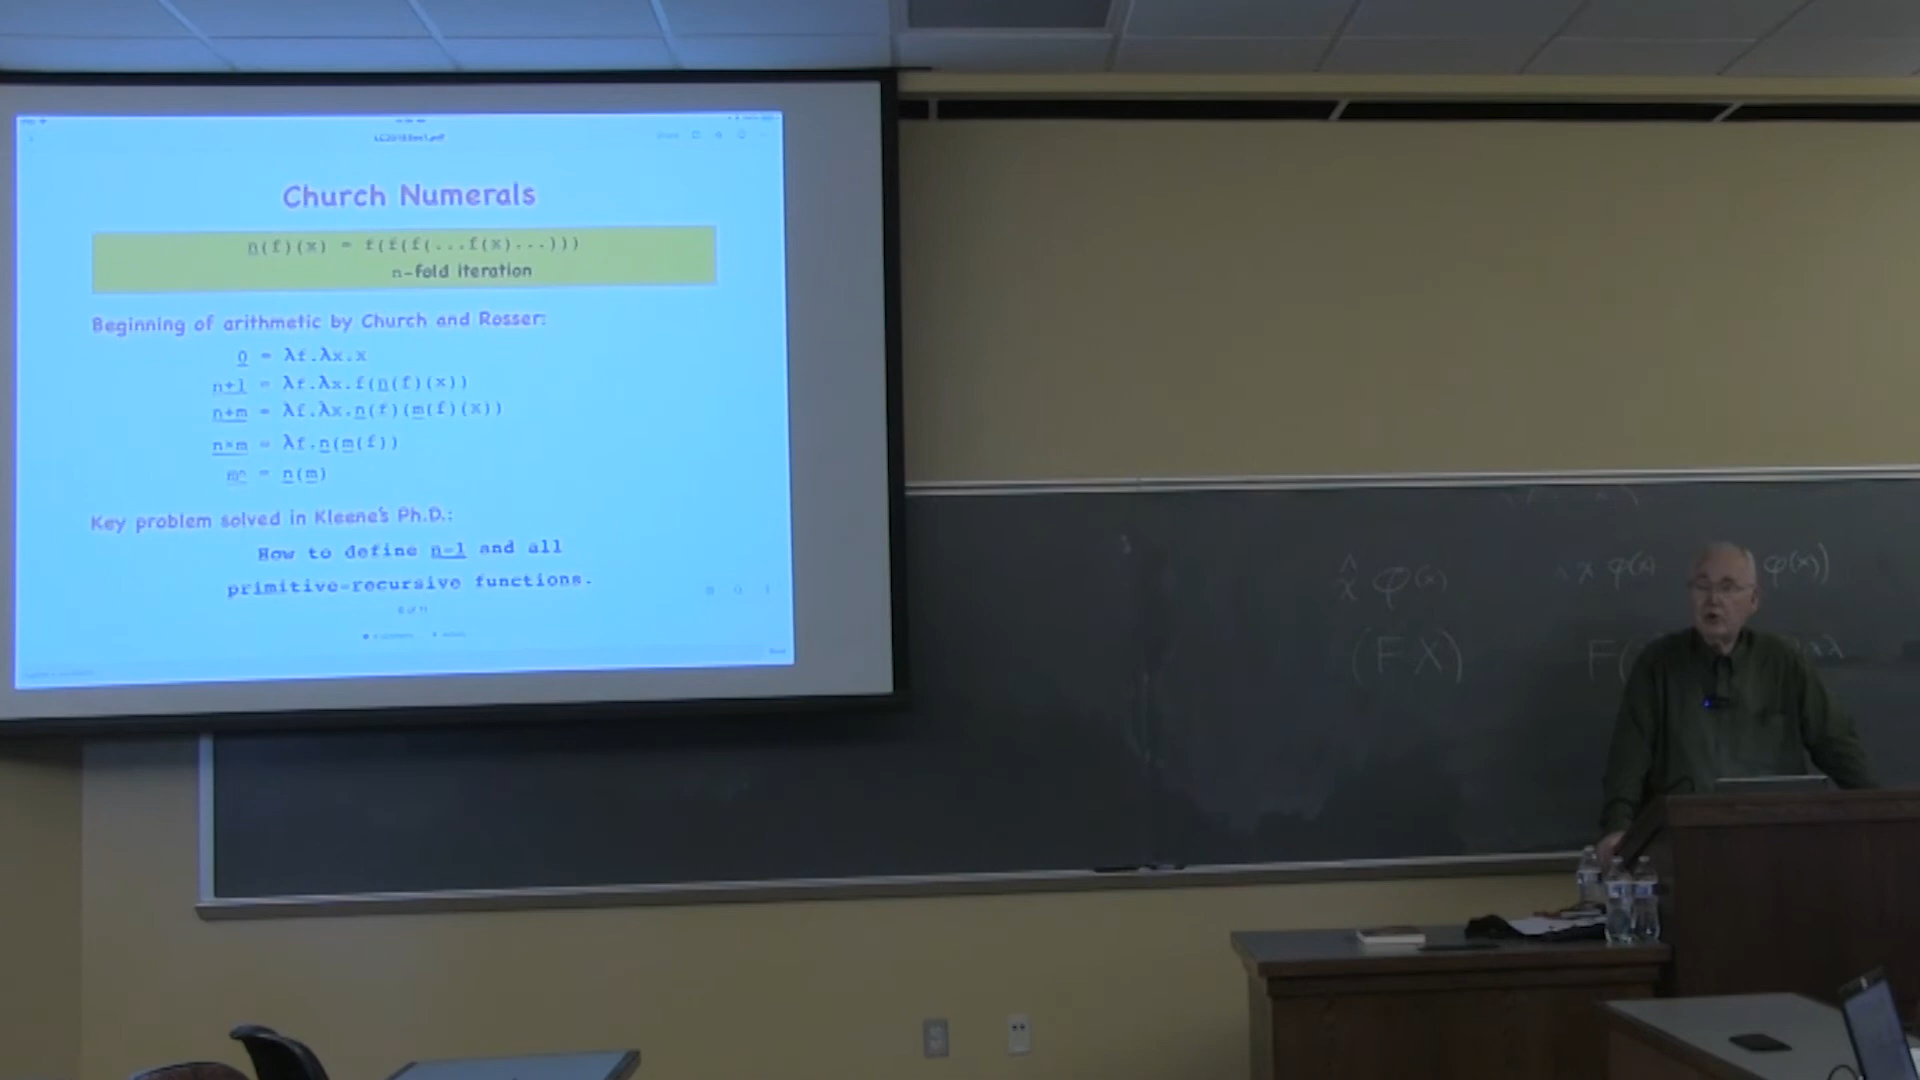 Church Numerals
n(f)(x) = f(f(f(...f(x)...)))
n-fold iteration
Beginning of arithmetic by Church and Rosser:
0 = λf.λx.x
n+1 = λf.λx.f(n(f)(x))
n+m = λf.λx.n(f)(m(f)(x))
n×m = λf.n(m(f))
mⁿ = n(m)
Key problem solved in Kleene's Ph.D.:
How to define n-1 and all
primitive-recursive functions.
x̂ φ(x)
φ(x)
φ(x))
(FX)
F(